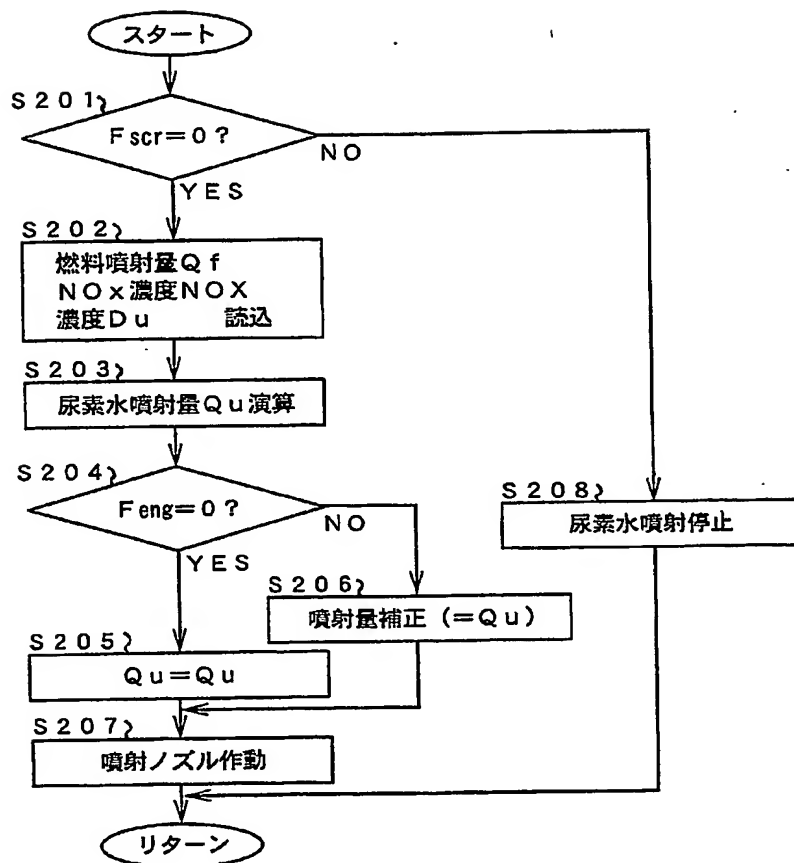 スタート
S201
Fscr=0?
NO
YES
S202
燃料噴射量Qf
NOx濃度NOX
濃度Du 読込
S203
尿素水噴射量Qu演算
S204
Feng=0?
NO
YES
S208
尿素水噴射停止
S206
噴射量補正(=Qu)
S205
Qu=Qu
S207
噴射ノズル作動
リターン